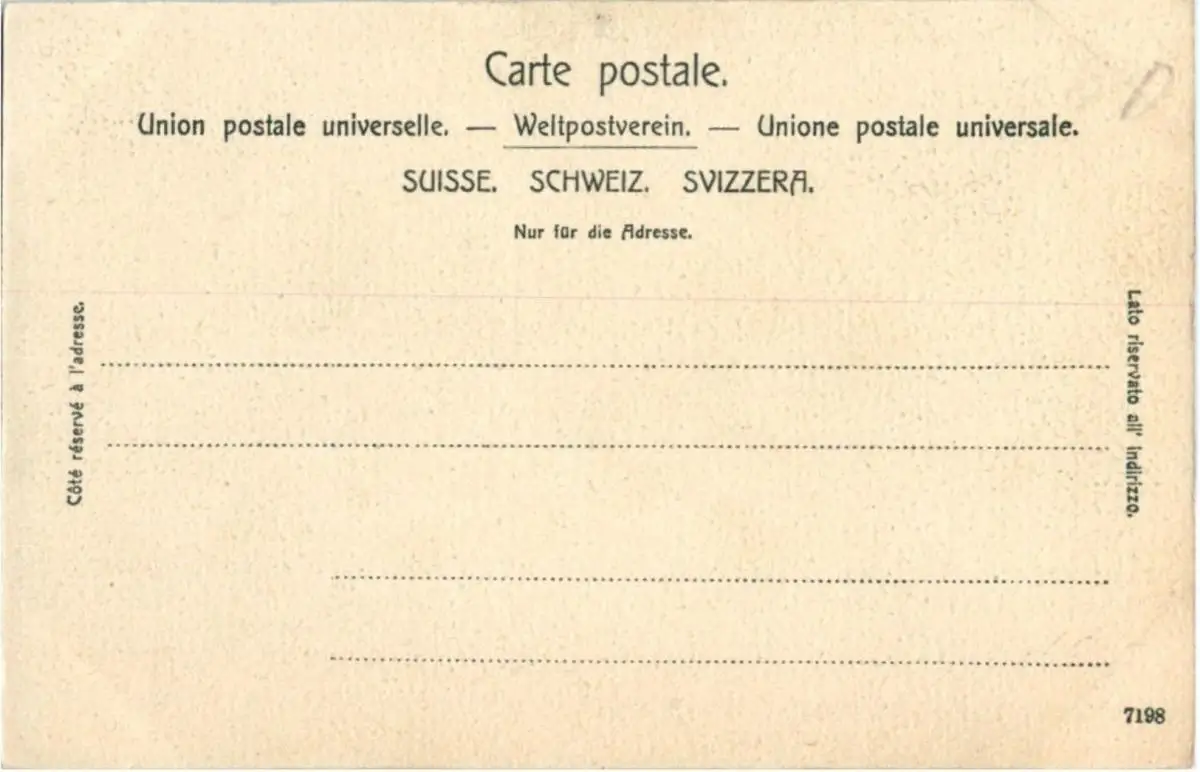 Carte postale.
Union postale universelle. — Weltpostverein. — Unione postale universale.
SUISSE. SCHWEIZ. SVIZZERA.
Nur für die Adresse.
Côté réservé à l'adresse.
Lato riservato all' indirizzo.
7198